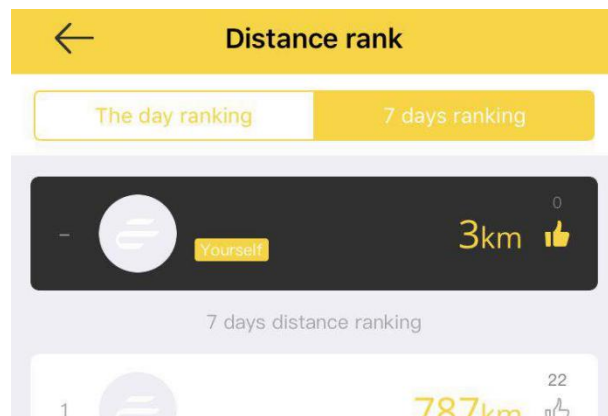 Distance rank
The day ranking
7 days ranking
0
- Yourself 3km
7 days distance ranking
22
1 787km